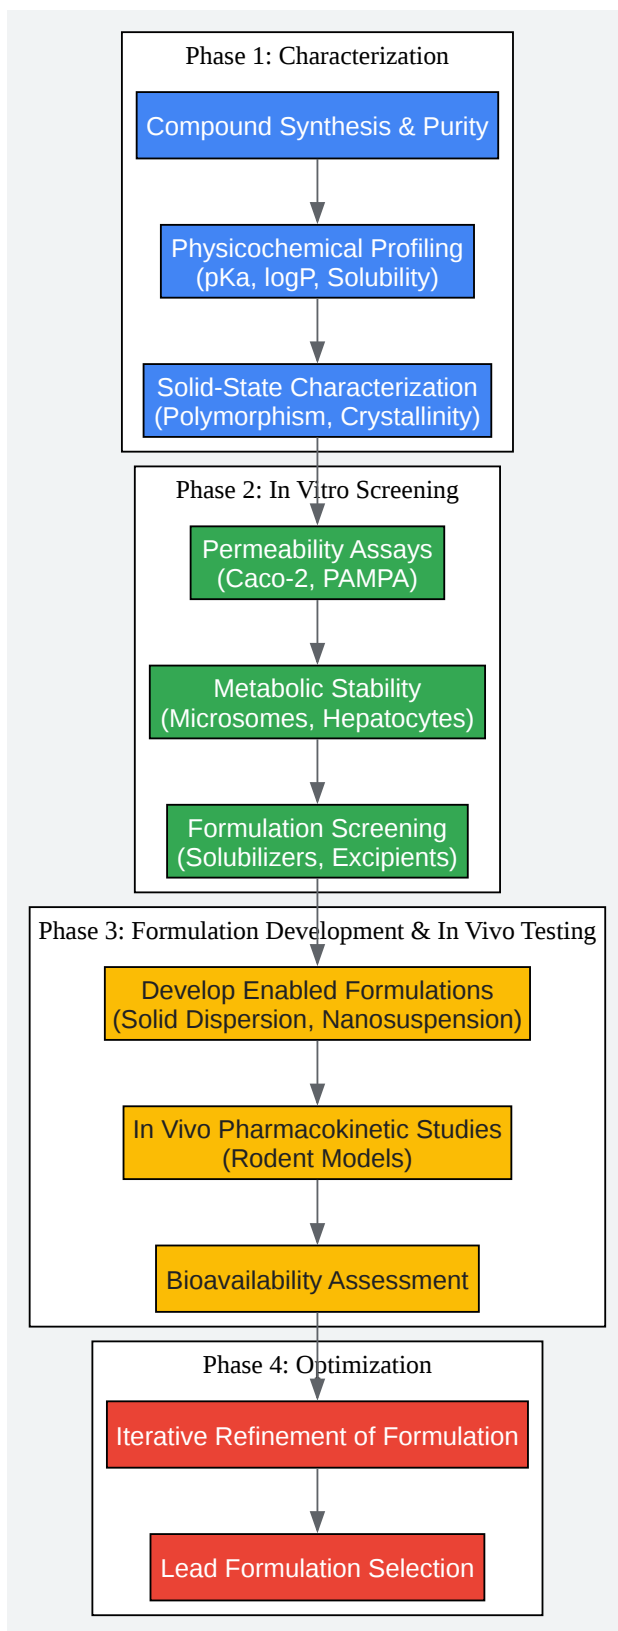 Phase 1: Characterization
Compound Synthesis & Purity
Physicochemical Profiling
(pKa, logP, Solubility)
Solid-State Characterization
(Polymorphism, Crystallinity)
Phase 2: In Vitro Screening
Permeability Assays
(Caco-2, PAMPA)
Metabolic Stability
(Microsomes, Hepatocytes)
Formulation Screening
(Solubilizers, Excipients)
Phase 3: Formulation Development & In Vivo Testing
Develop Enabled Formulations
(Solid Dispersion, Nanosuspension)
In Vivo Pharmacokinetic Studies
(Rodent Models)
Bioavailability Assessment
Phase 4: Optimization
Iterative Refinement of Formulation
Lead Formulation Selection